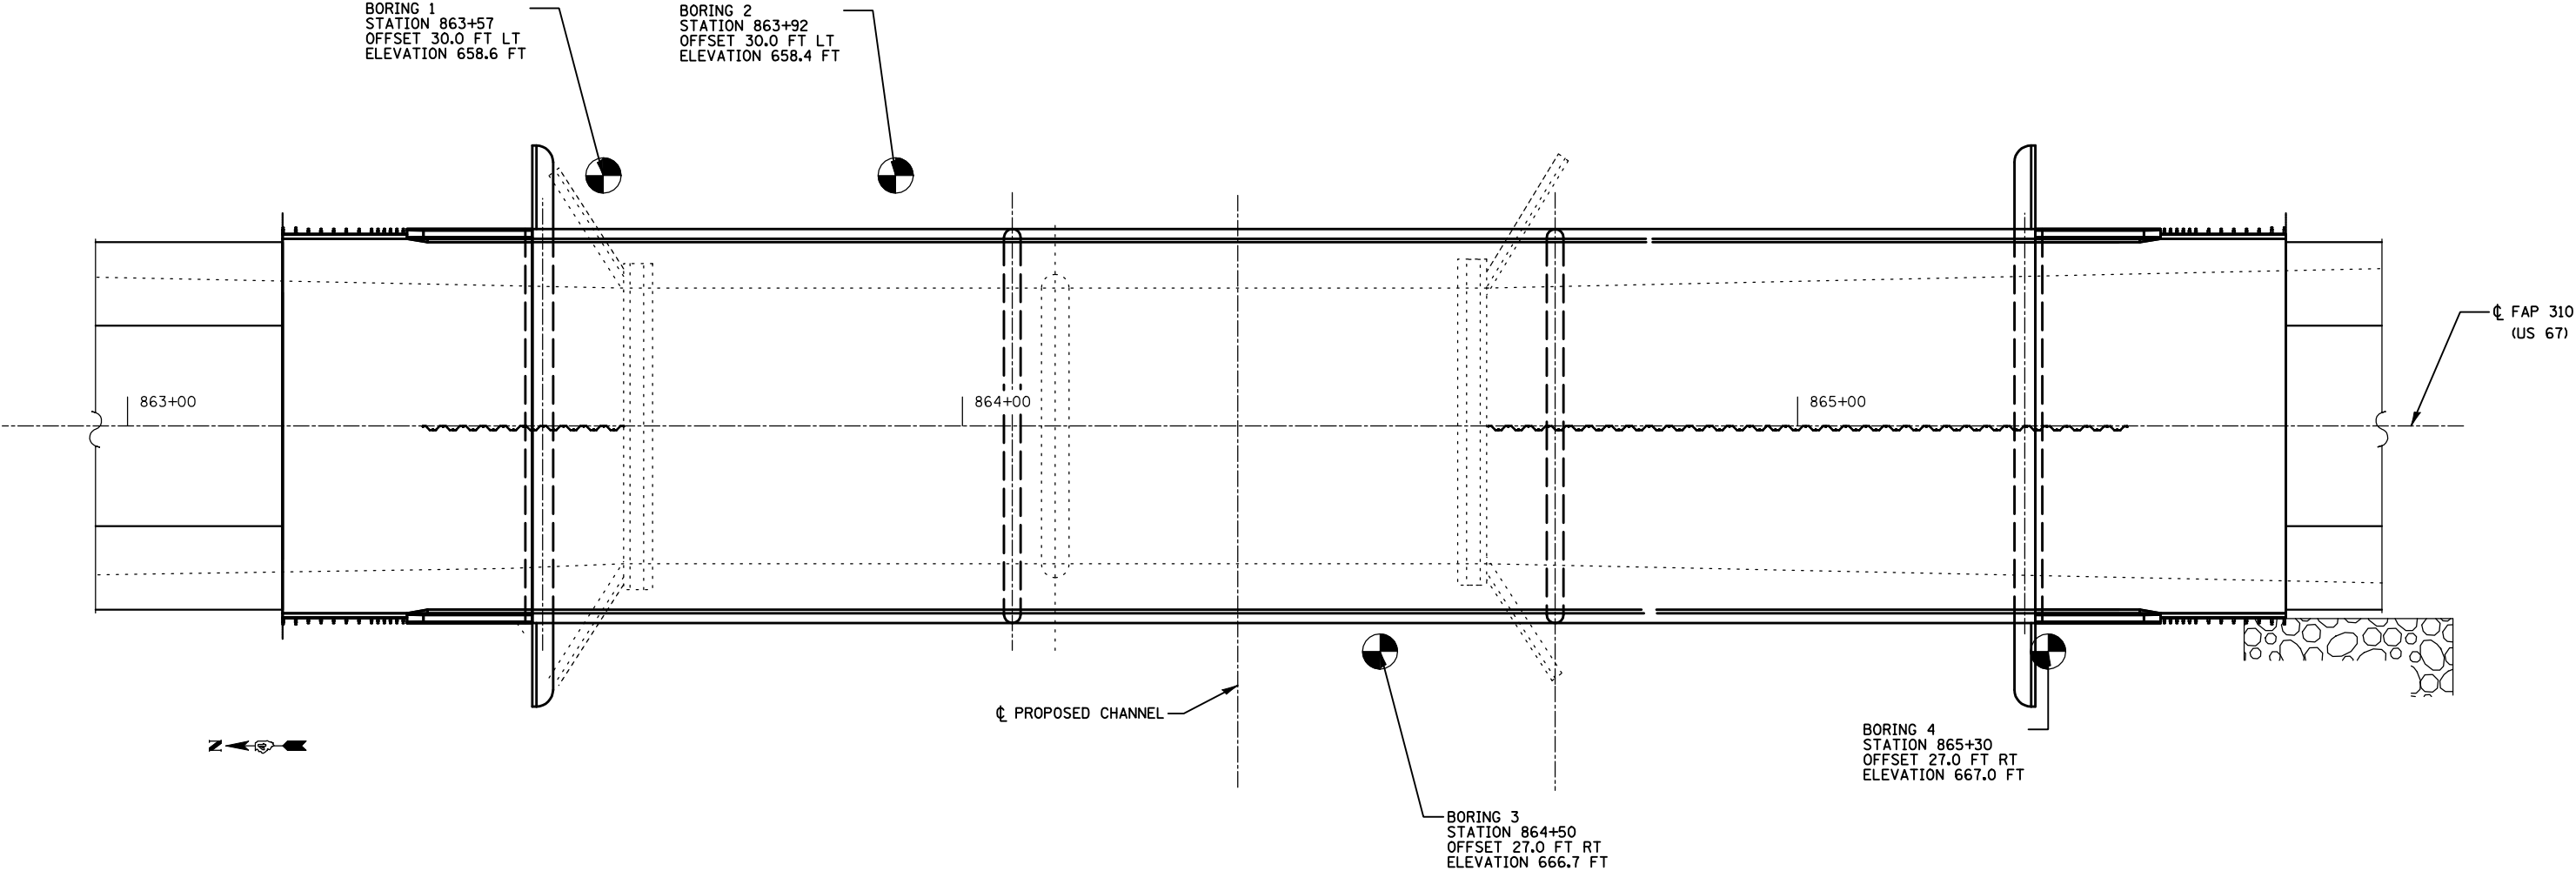 BORING 1
STATION 863+57
OFFSET 30.0 FT LT
ELEVATION 658.6 FT
BORING 2
STATION 863+92
OFFSET 30.0 FT LT
ELEVATION 658.4 FT
℄ FAP 310
(US 67)
863+00
864+00
865+00
℄ PROPOSED CHANNEL
N
BORING 4
STATION 865+30
OFFSET 27.0 FT RT
ELEVATION 667.0 FT
BORING 3
STATION 864+50
OFFSET 27.0 FT RT
ELEVATION 666.7 FT